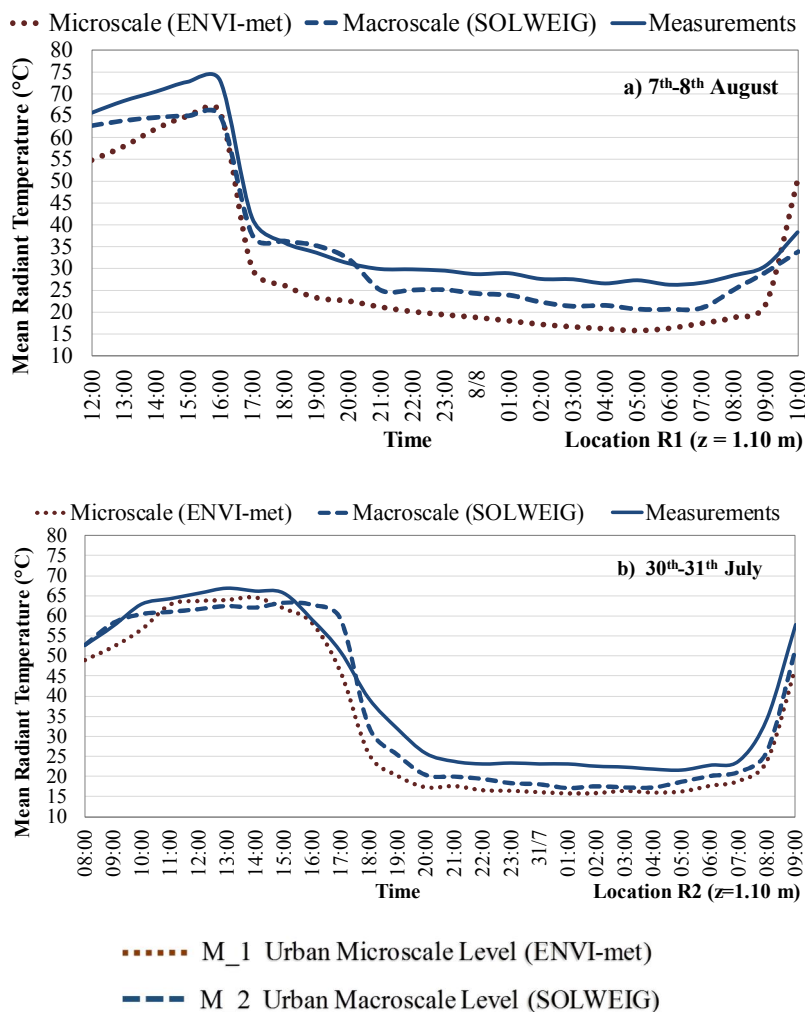 Microscale (ENVI-met) Macroscale (SOLWEIG) Measurements
a) 7th-8th August
Mean Radiant Temperature (°C)
80
75
70
65
60
55
50
45
40
35
30
25
20
15
10
12:00 13:00 14:00 15:00 16:00 17:00 18:00 19:00 20:00 21:00 22:00 23:00 8/8 01:00 02:00 03:00 04:00 05:00 06:00 07:00 08:00 09:00 10:00
Time Location R1 (z = 1.10 m)
Microscale (ENVI-met) Macroscale (SOLWEIG) Measurements
b) 30th-31th July
Mean Radiant Temperature (°C)
80
75
70
65
60
55
50
45
40
35
30
25
20
15
10
08:00 09:00 10:00 11:00 12:00 13:00 14:00 15:00 16:00 17:00 18:00 19:00 20:00 21:00 22:00 23:00 31/7 01:00 02:00 03:00 04:00 05:00 06:00 07:00 08:00 09:00
Time Location R2 (z=1.10 m)
M_1 Urban Microscale Level (ENVI-met)
M_2 Urban Macroscale Level (SOLWEIG)